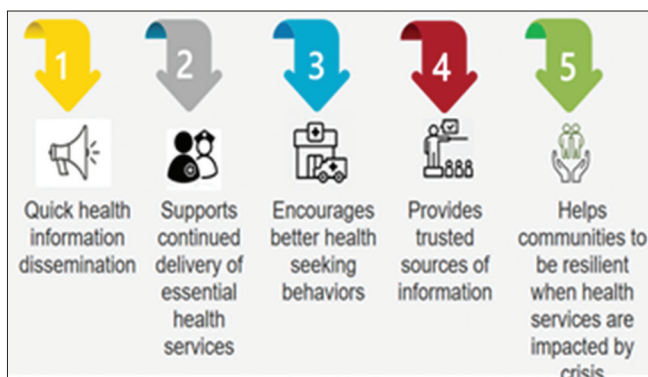 1
Quick health
information
dissemination
2
Supports
continued
delivery of
essential
health
services
3
Encourages
better health
seeking
behaviors
4
Provides
trusted
sources of
information
5
Helps
communities to
be resilient
when health
services are
impacted by
crisis